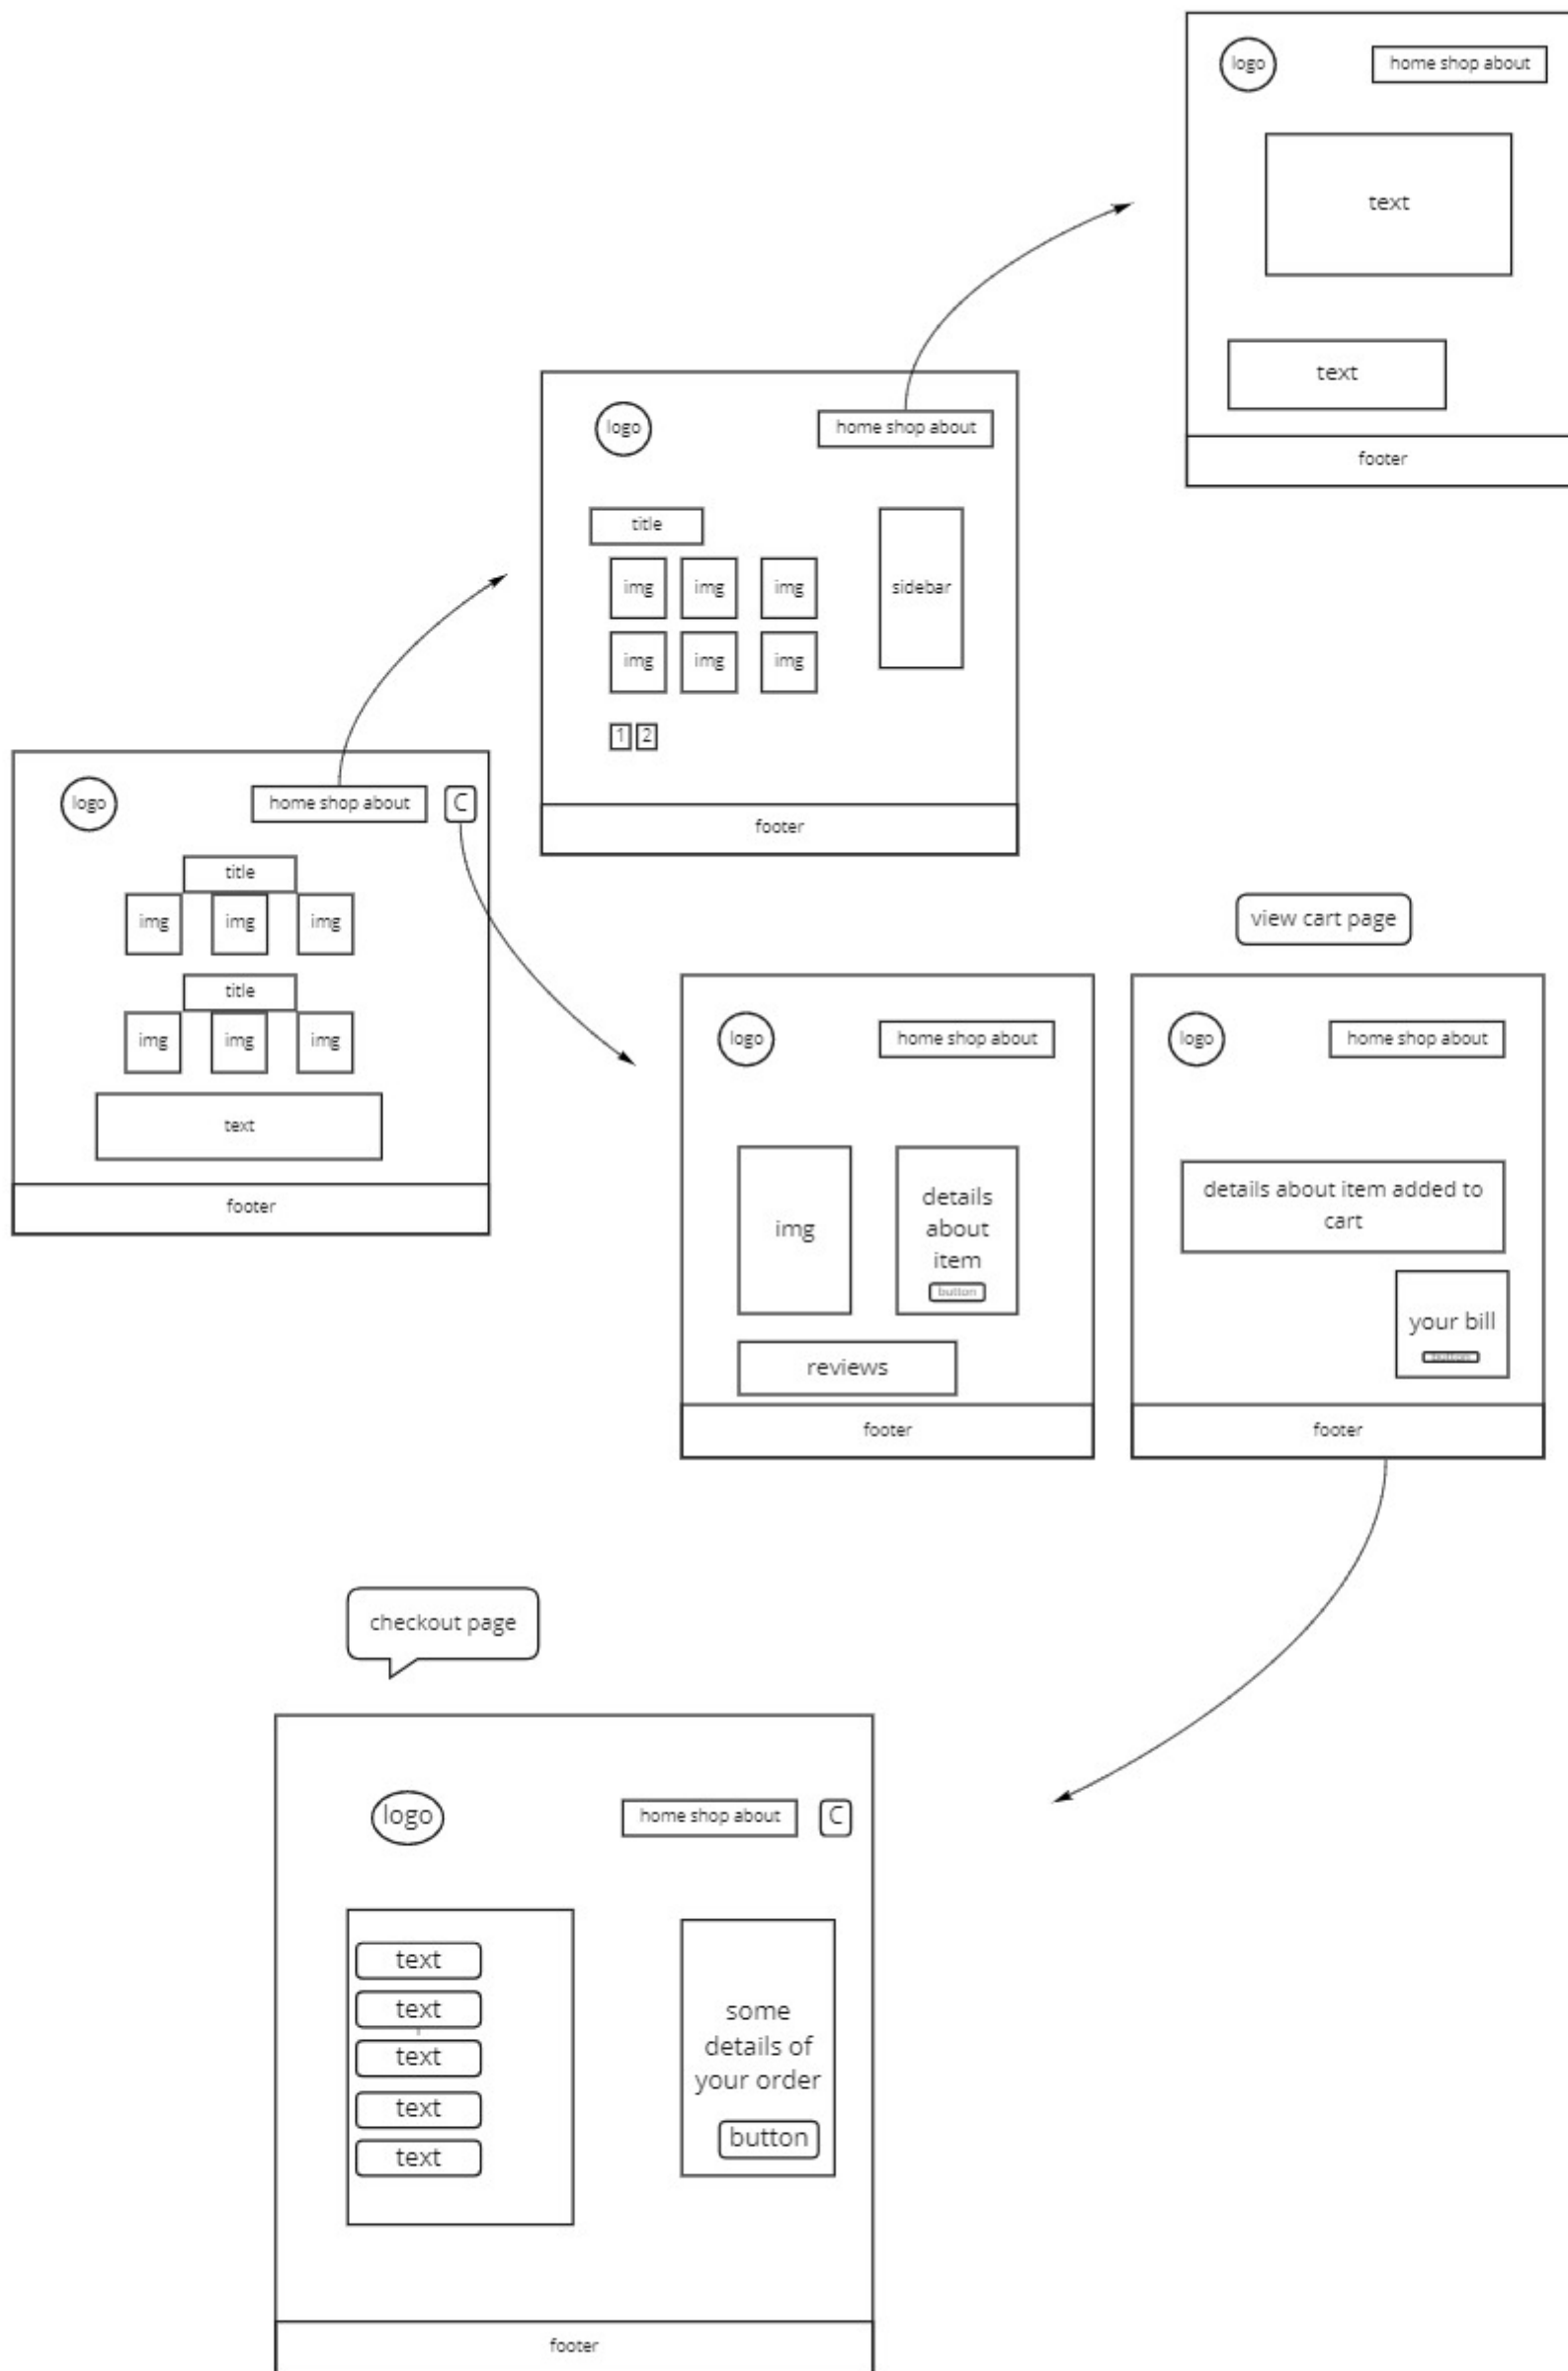 logo
home shop about
text
text
footer
logo
home shop about
title
img img img
sidebar
img img img
1 2
footer
logo
home shop about
C
title
img img img
title
img img img
text
footer
view cart page
logo
home shop about
img
details
about
item
button
reviews
footer
logo
home shop about
details about item added to
cart
your bill
button
footer
checkout page
logo
home shop about
C
text
text
text
text
text
some
details of
your order
button
footer